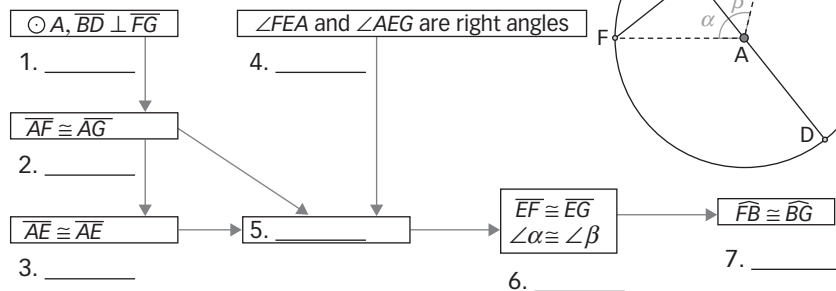 ⊙ A, BD ⊥ FG
1. ________
∠FEA and ∠AEG are right angles
4. ________
AF ≅ AG
2. ________
AE ≅ AE
3. ________
5. ________
EF ≅ EG
∠α ≅ ∠β
6. ________
FB ≅ BG
7. ________
F
α
β
A
D